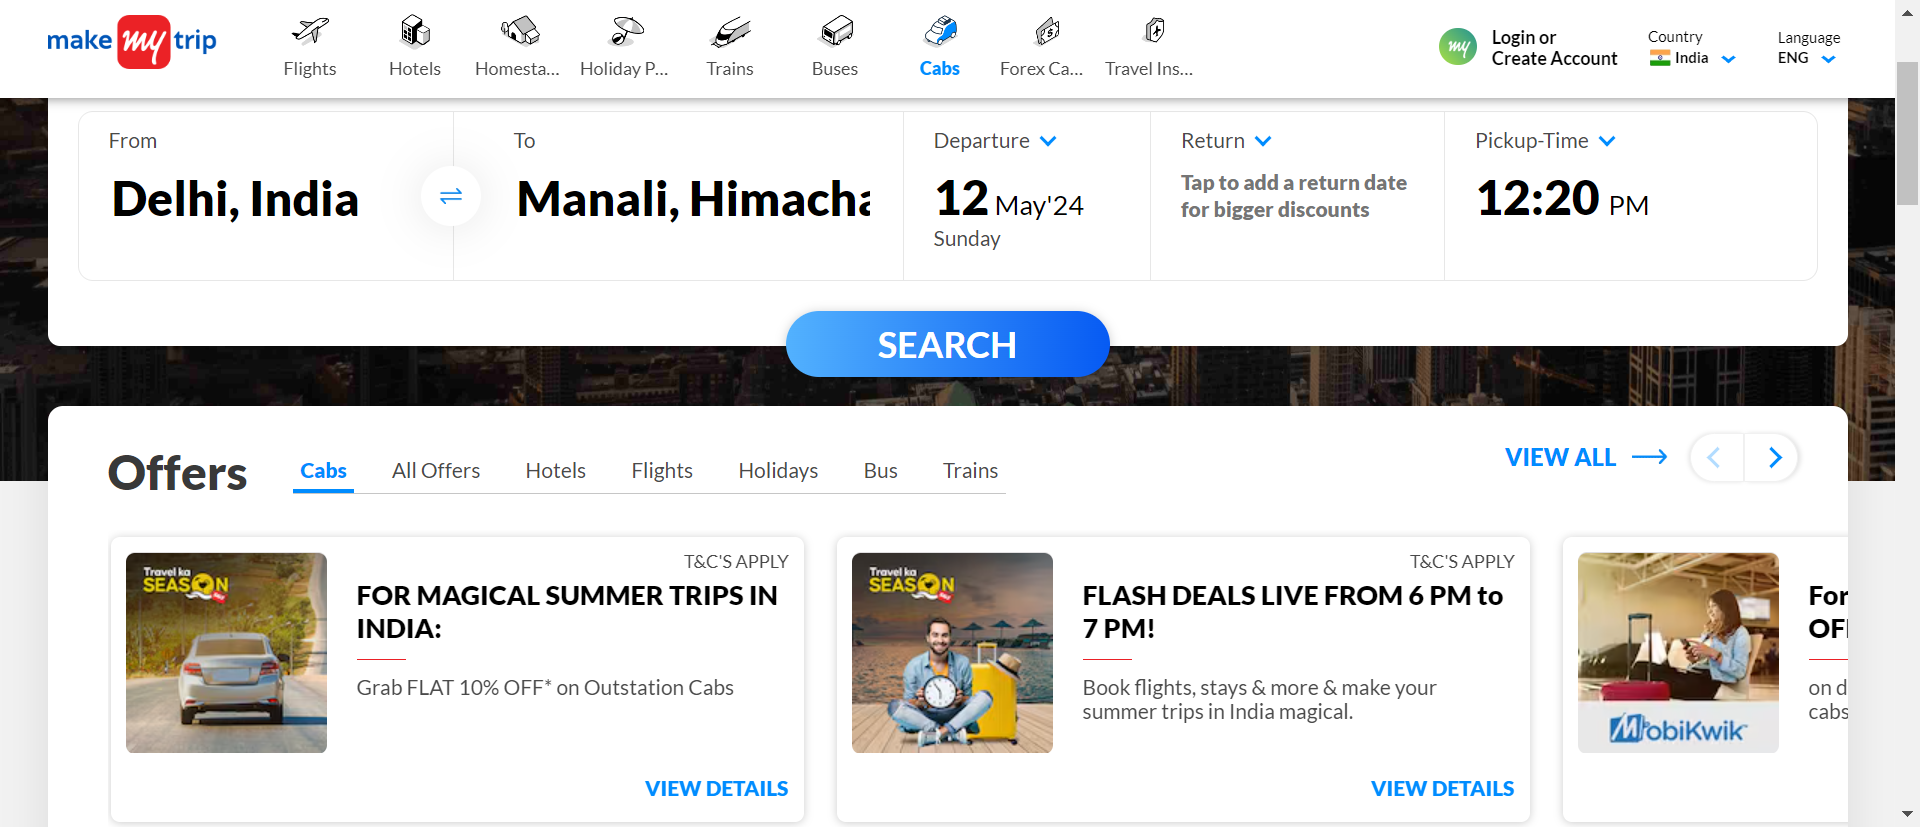 make my trip
Flights
Hotels
Homesta...
Holiday P...
Trains
Buses
Cabs
Forex Ca...
Travel Ins...
my
Login or
Create Account
Country
India
Language
ENG
From
Delhi, India
To
Manali, Himacha
Departure
12 May'24
Sunday
Return
Tap to add a return date
for bigger discounts
Pickup-Time
12:20 PM
SEARCH
Offers
Cabs
All Offers
Hotels
Flights
Holidays
Bus
Trains
VIEW ALL
Travel ka
SEASON
T&C'S APPLY
FOR MAGICAL SUMMER TRIPS IN
INDIA:
Grab FLAT 10% OFF* on Outstation Cabs
VIEW DETAILS
Travel ka
SEASON
T&C'S APPLY
FLASH DEALS LIVE FROM 6 PM to
7 PM!
Book flights, stays & more & make your
summer trips in India magical.
VIEW DETAILS
MobiKwik
For
OF
on d
cabs